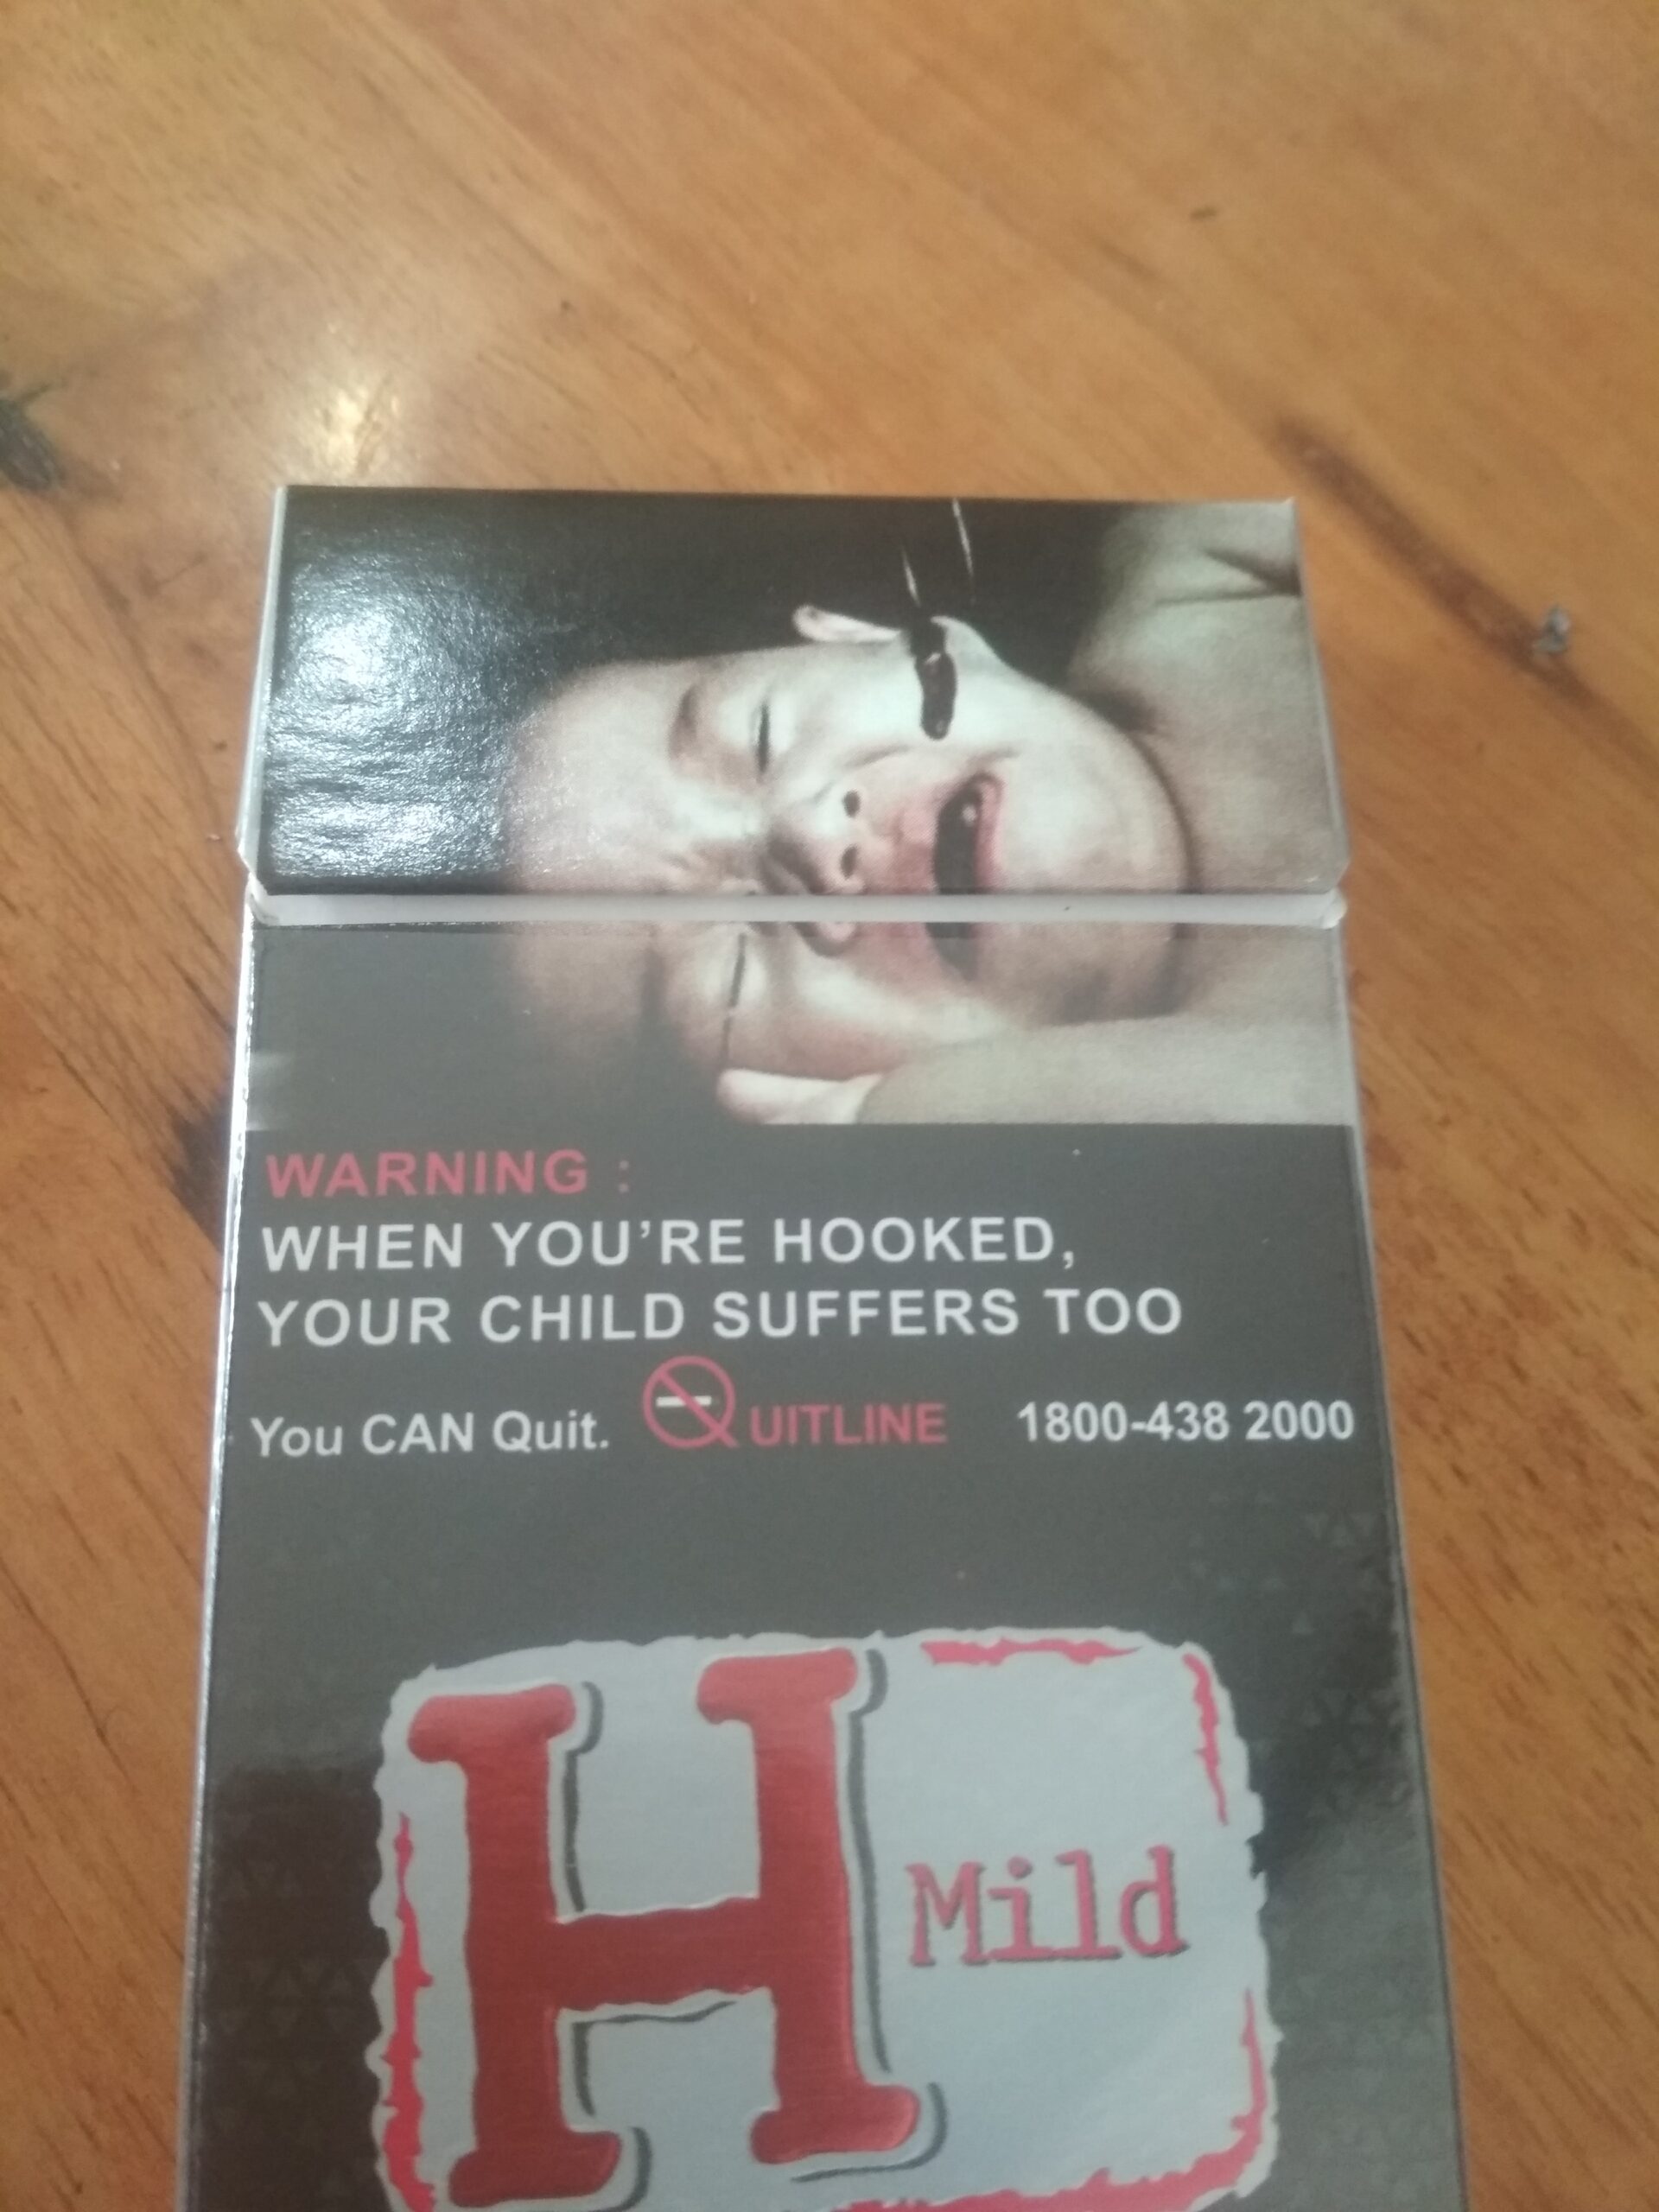 WARNING :
WHEN YOU'RE HOOKED,
YOUR CHILD SUFFERS TOO
You CAN Quit. QUITLINE 1800-438 2000
H Mild